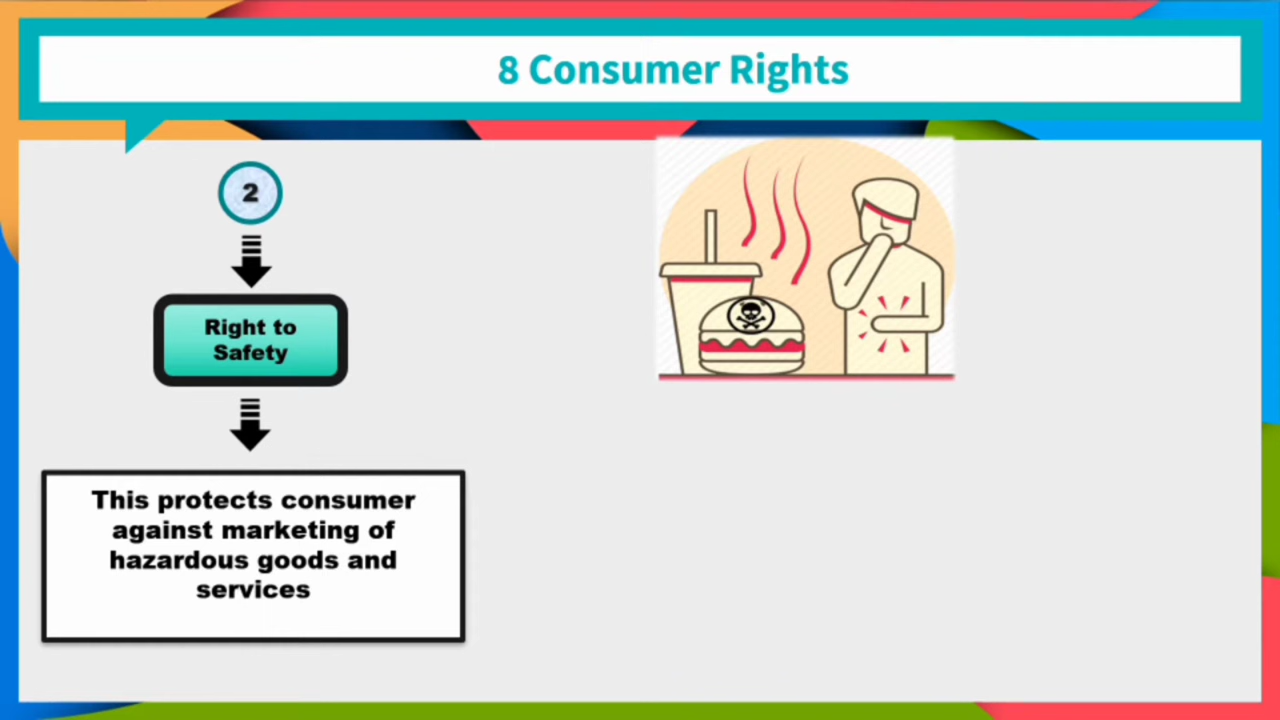 8 Consumer Rights
2
Right to
Safety
This protects consumer
against marketing of
hazardous goods and
services